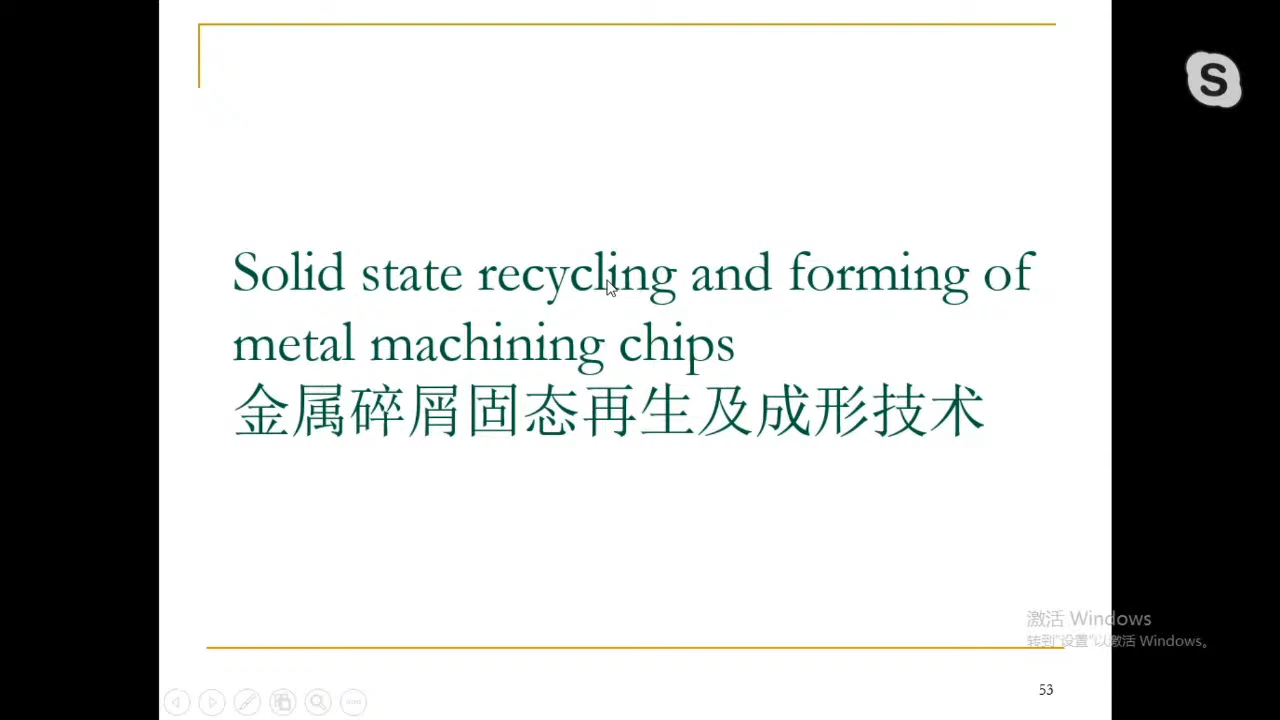 S
Solid state recycling and forming of
metal machining chips
金属碎屑固态再生及成形技术
激活 Windows
转到"设置"以激活 Windows。
53